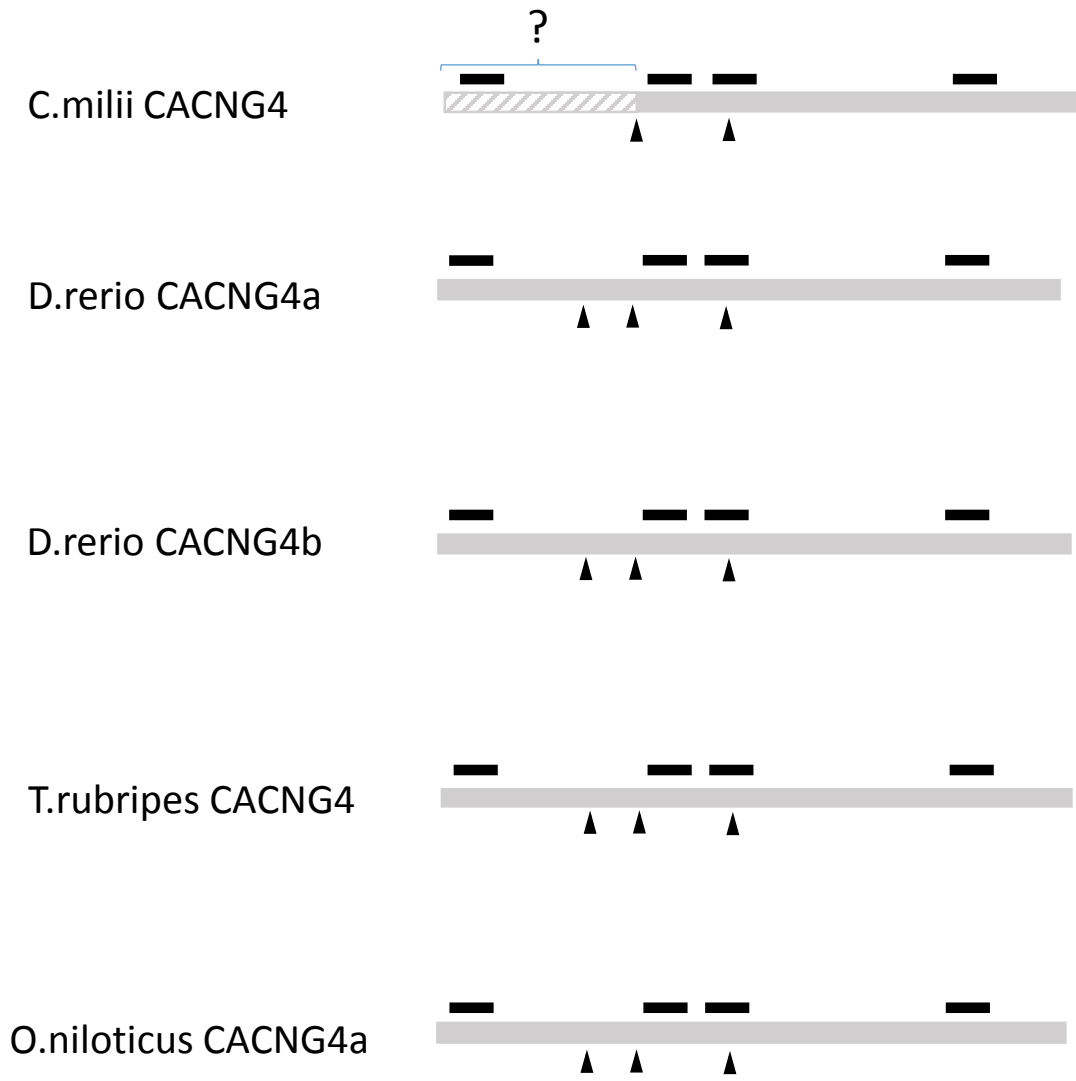 ?
C.milii CACNG4
D.rerio CACNG4a
D.rerio CACNG4b
T.rubripes CACNG4
O.niloticus CACNG4a